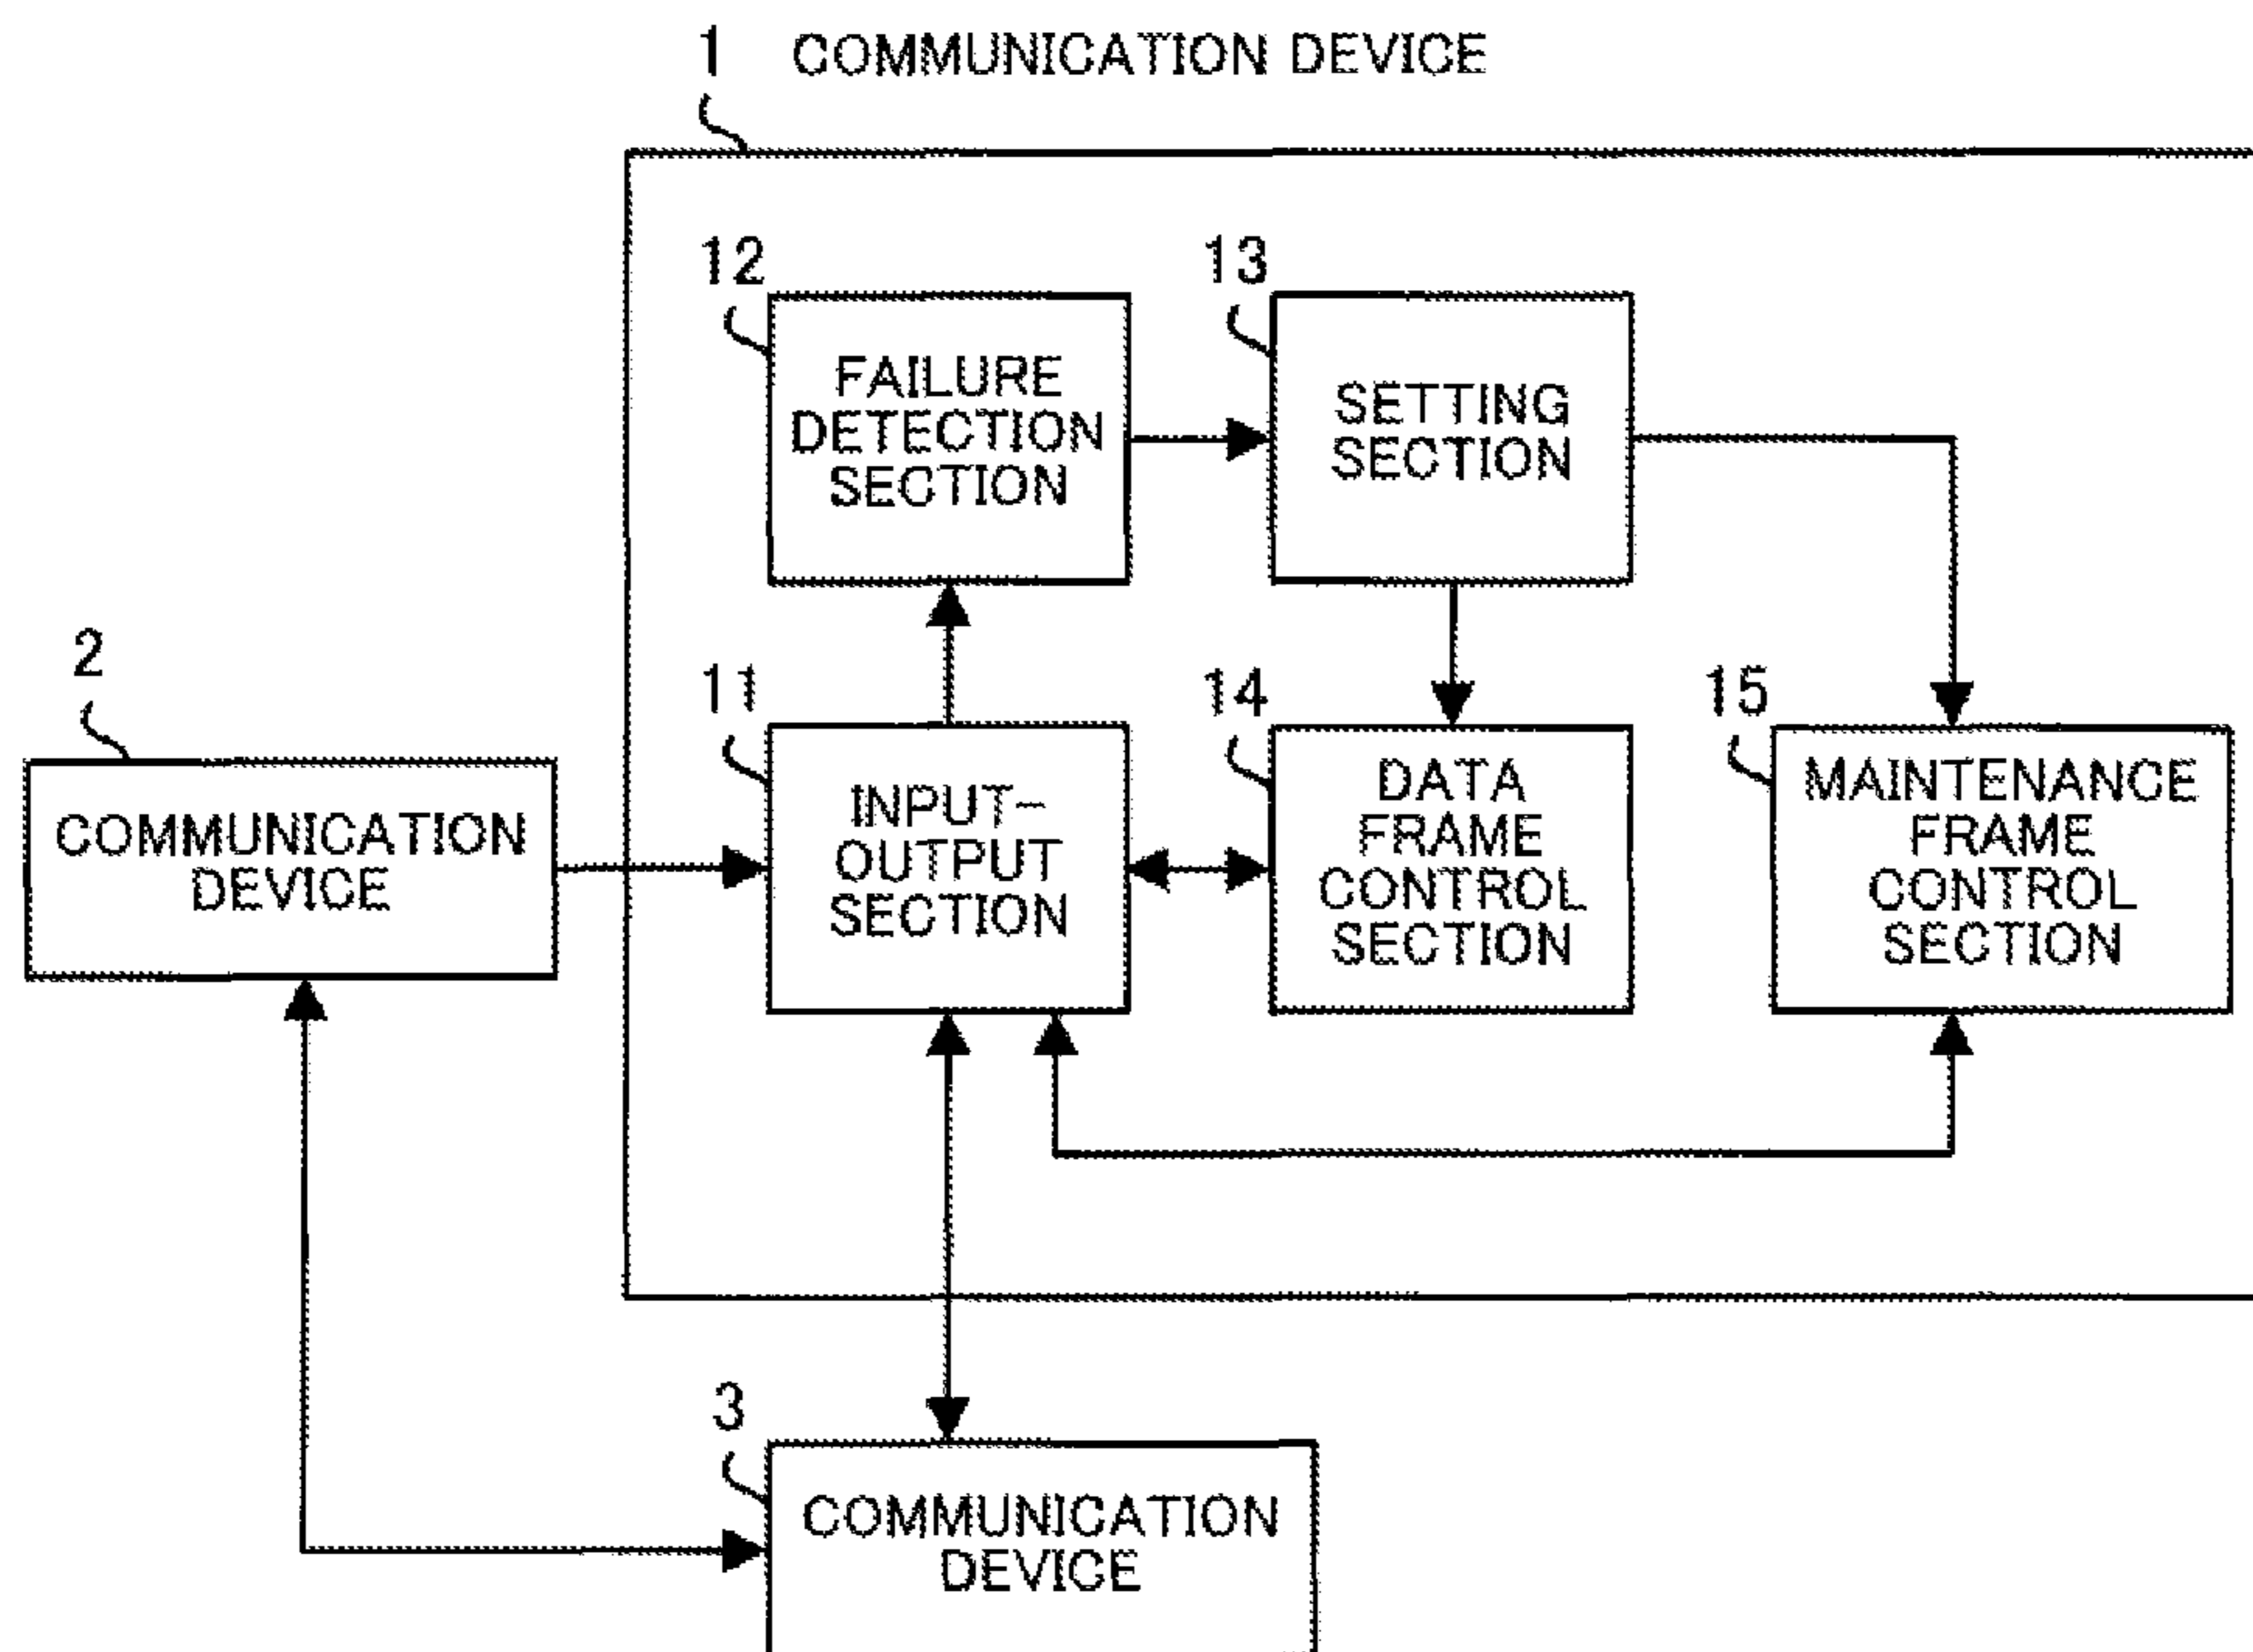 1 COMMUNICATION DEVICE
12
FAILURE
DETECTION
SECTION
13
SETTING
SECTION
2
COMMUNICATION
DEVICE
11
INPUT-
OUTPUT
SECTION
14
DATA
FRAME
CONTROL
SECTION
15
MAINTENANCE
FRAME
CONTROL
SECTION
3
COMMUNICATION
DEVICE